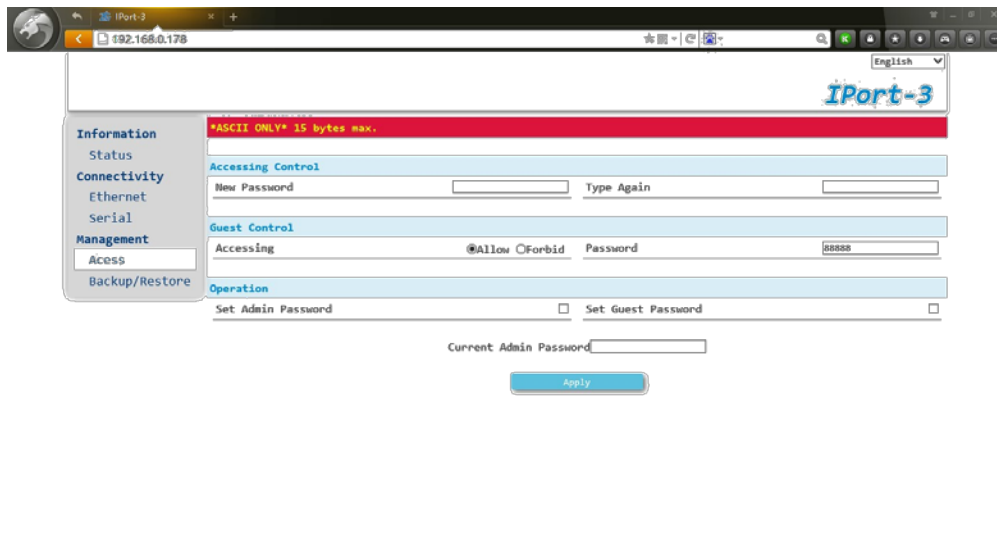 IPort-3
192.168.0.178
English
IPort-3
*ASCII ONLY* 15 bytes max.
Information
Status
Connectivity
Ethernet
Serial
Management
Acess
Backup/Restore
Accessing Control
New Password Type Again
Guest Control
Accessing Allow Forbid Password 88888
Operation
Set Admin Password Set Guest Password
Current Admin Password
Apply